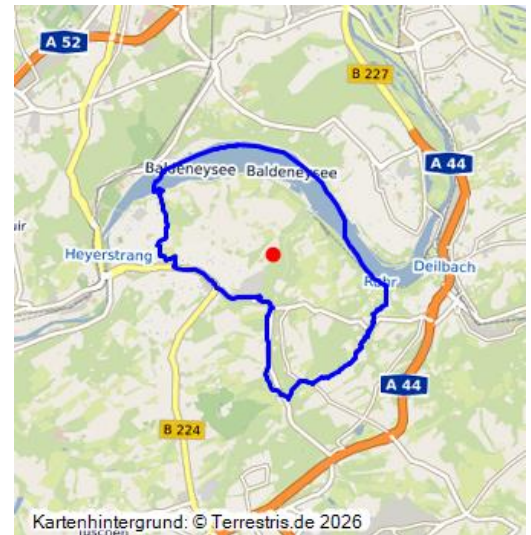 A 52
B 227
A 44
Baldeneysee Baldeneysee
Heyerstrang
Deilbach
Ruhr
A 44
B 224
Kartenhintergrund: © Terrestris.de 2026